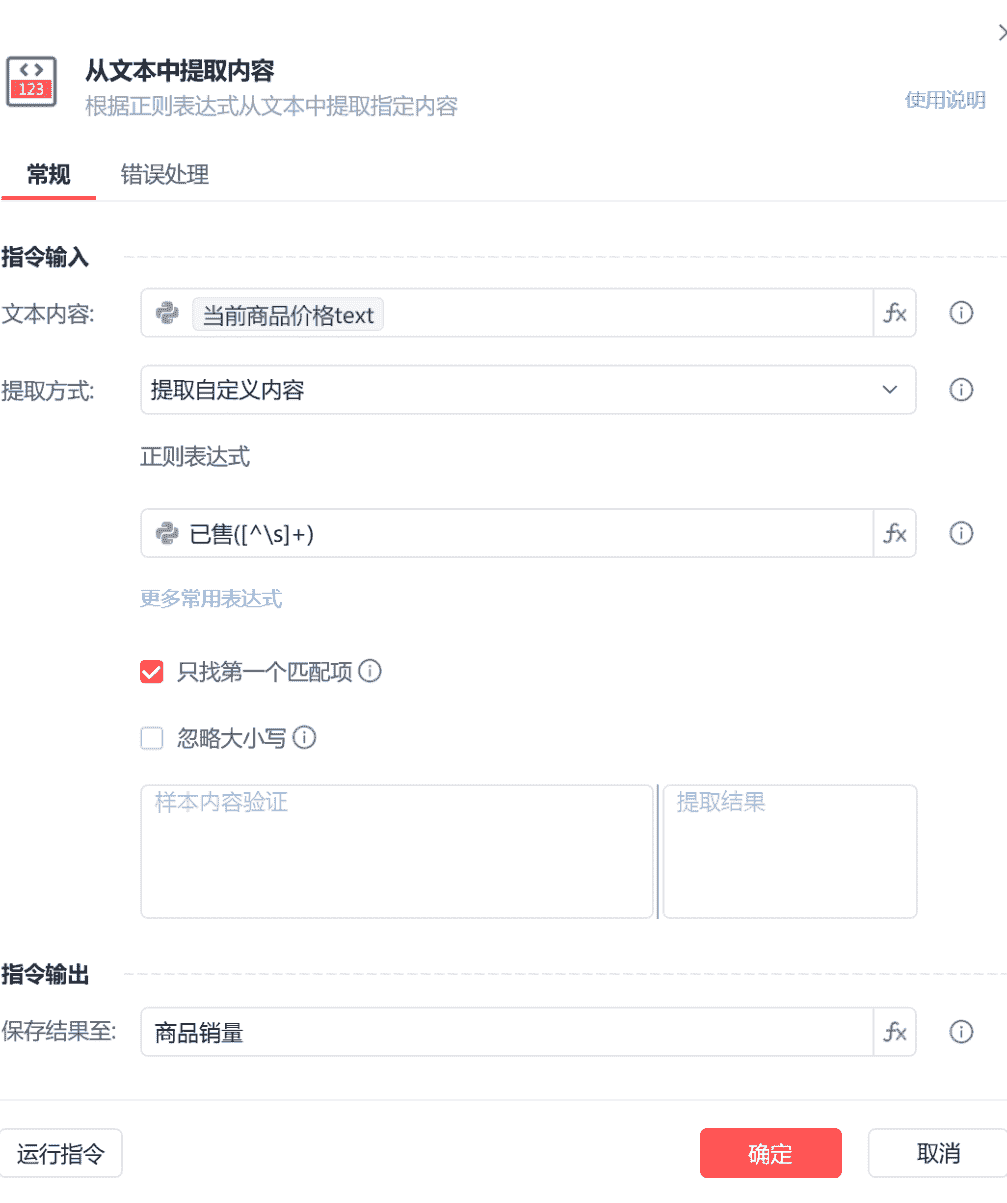 从文本中提取内容
123
根据正则表达式从文本中提取指定内容
使用说明
常规 错误处理
指令输入
文本内容: 当前商品价格text fx
提取方式: 提取自定义内容
正则表达式
已售([^\s]+) fx
更多常用表达式
只找第一个匹配项
忽略大小写
样本内容验证 提取结果
指令输出
保存结果至: 商品销量 fx
运行指令 确定 取消